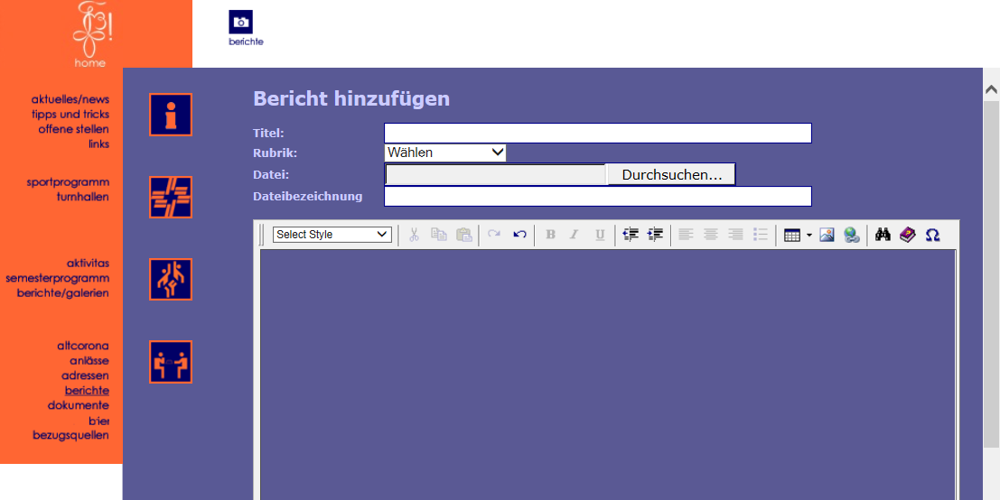 home
berichte
aktuelles/news
tipps und tricks
offene stellen
links
sportprogramm
turnhallen
aktivitas
semesterprogramm
berichte/galerien
altcorona
anlässe
adressen
berichte
dokumente
bier
bezugsquellen
Bericht hinzufügen
Titel:
Rubrik: Wählen
Datei: Durchsuchen...
Dateibezeichnung
Select Style B I U Ω